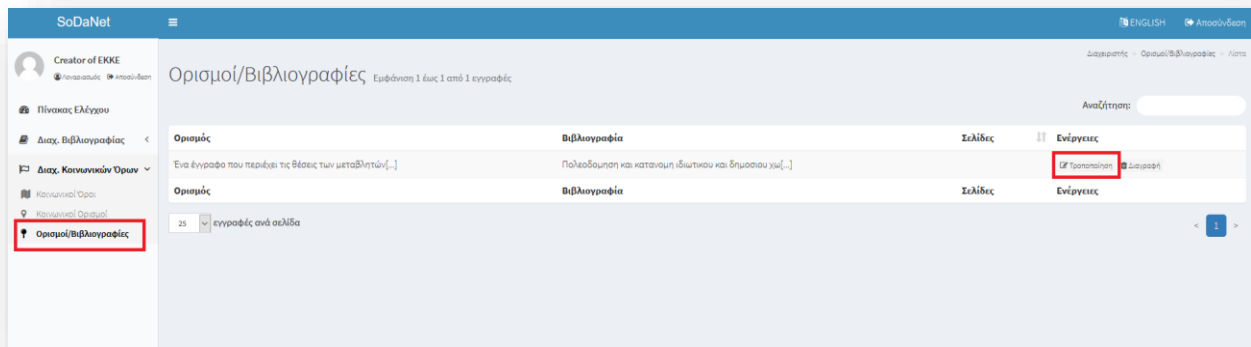 SoDaNet
ENGLISH Αποσύνδεση
Creator of EKKE
Λογαριασμός Αποσύνδεση
Διαχειριστής - Ορισμοί/Βιβλιογραφίες - Λίστα
Ορισμοί/Βιβλιογραφίες Εμφάνιση 1 έως 1 από 1 εγγραφές
Πίνακας Ελέγχου
Αναζήτηση:
Διαχ. Βιβλιογραφίας
Ορισμός Βιβλιογραφία Σελίδες Ενέργειες
Διαχ. Κοινωνικών Όρων
Ένα έγγραφο που περιέχει τις θέσεις των μεταβλητών[...] Πολεοδομηση και κατανομη ιδιωτικου και δημοσιου χω[...] Τροποποίηση Διαγραφή
Κοινωνικοί Όροι
Ορισμός Βιβλιογραφία Σελίδες Ενέργειες
Κοινωνικοί Ορισμοί
Ορισμοί/Βιβλιογραφίες
25 εγγραφές ανά σελίδα
< 1 >